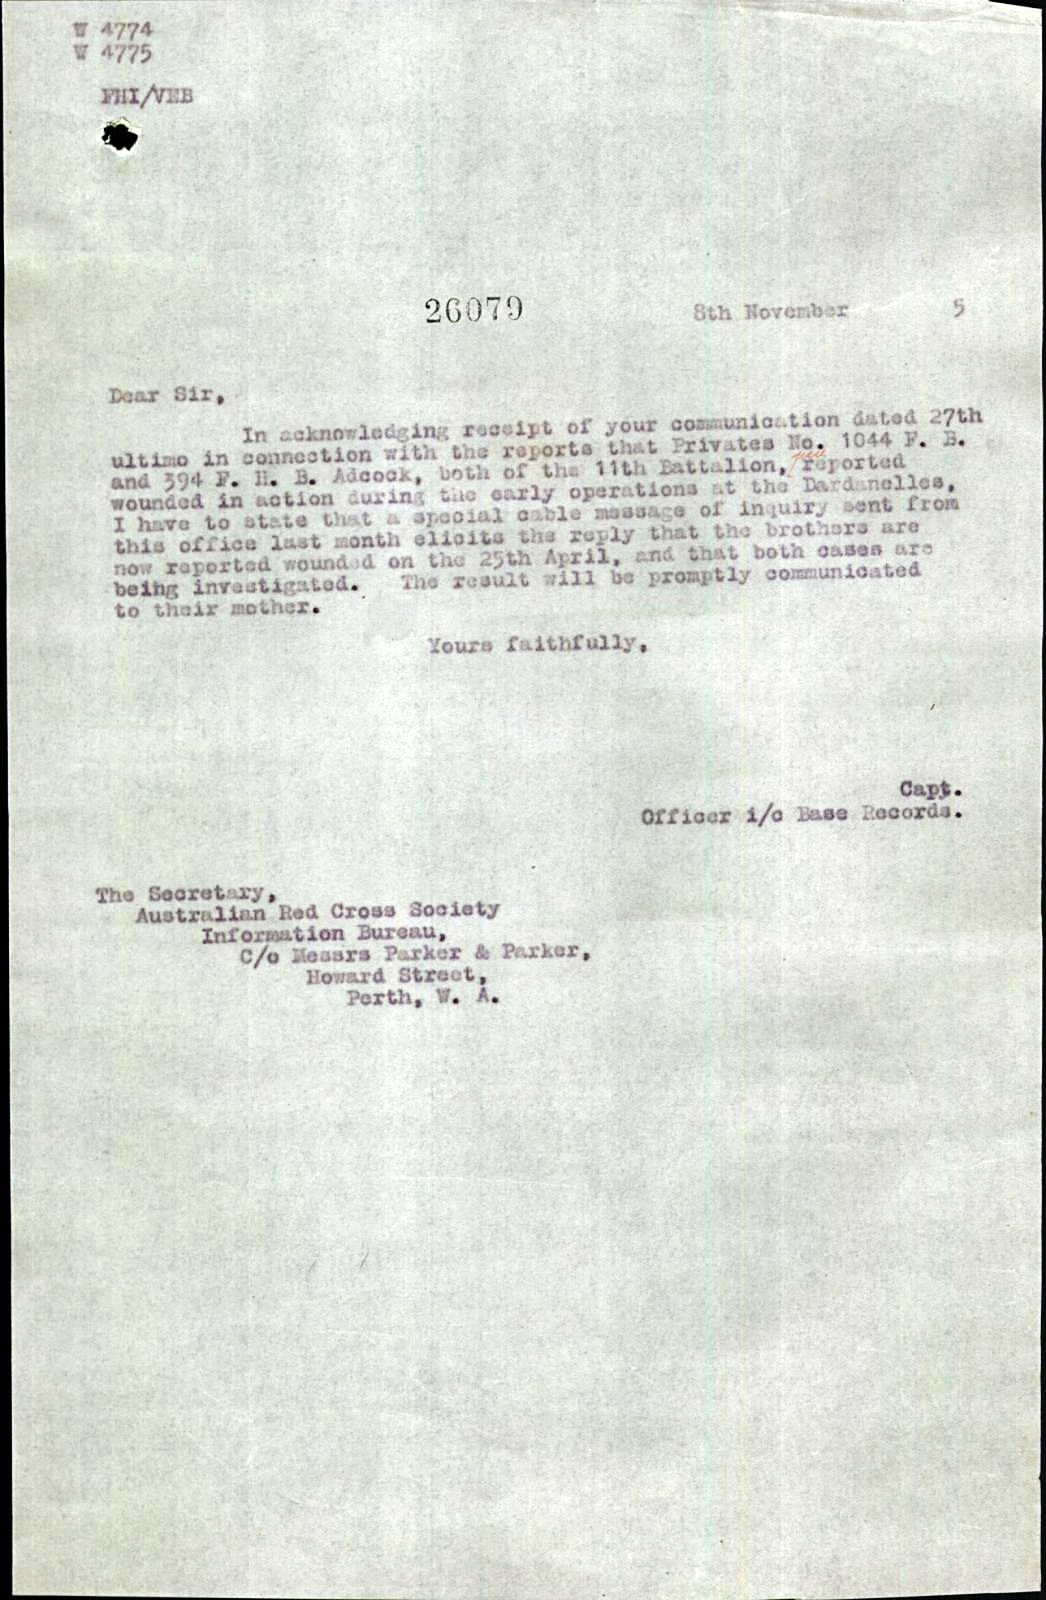 W 4774
W 4775
FHI/VEB
26079
8th November 5
Dear Sir,
In acknowledging receipt of your communication dated 27th
ultimo in connection with the reports that Privates No. 1044 F. B.
and 394 F. H. B. Adcock, both of the 11th Battalion, reported
wounded in action during the early operations at the Dardanelles,
I have to state that a special cable message of inquiry sent from
this office last month elicits the reply that the brothers are
now reported wounded on the 25th April, and that both cases are
being investigated. The result will be promptly communicated
to their mother.
Yours faithfully,
Capt.
Officer i/c Base Records.
The Secretary,
Australian Red Cross Society
Information Bureau,
C/o Messrs Parker & Parker,
Howard Street,
Perth, W. A.